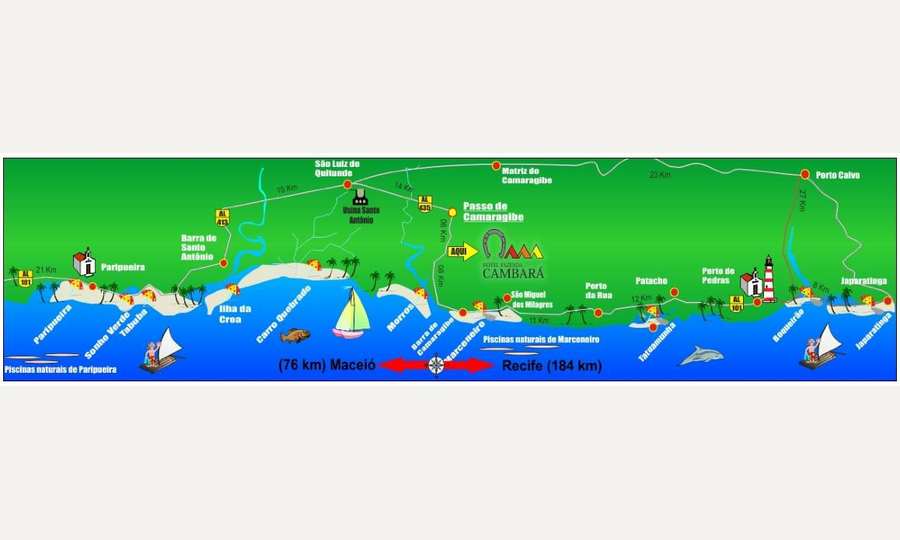 São Luiz do
Quitunde
Matriz do
Camaragibe
23 Km
Porto Calvo
15 Km
14 Km
AL
435
27 Km
AL
413
Usina Santo
Antônio
Passo de
Camaragibe
06 Km
AQUI
HOTEL FAZENDA
CAMBARÁ
Barra de
Santo
Antônio
Paripueira
21 Km
AL
101
08 Km
São Miguel
dos Milagres
Porto
da Rua
Patacho
Porto de
Pedras
12 Km
AL
101
8 Km
Japaratinga
Paripueira
Sonho Verde
Tabuba
Ilha da
Croa
Carro Quebrado
Morros
Barra de
Camaragibe
Marceneiro
11 Km
Tatuamunha
Boqueirão
Japaratinga
Piscinas naturais de Paripueira
Piscinas naturais do Marceneiro
(76 km) Maceió
Recife (184 km)